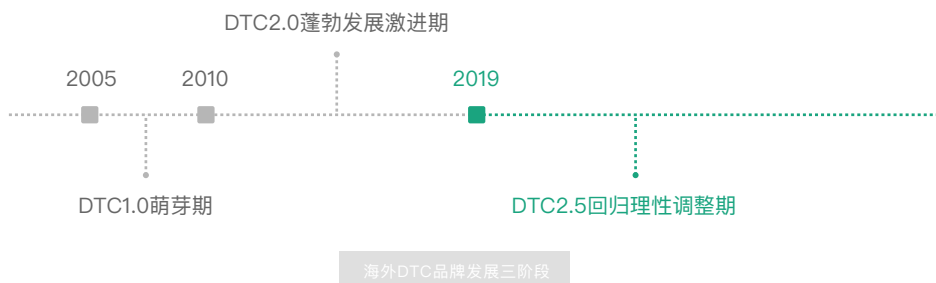 DTC2.0蓬勃发展激进期
2005
2010
2019
DTC1.0萌芽期
DTC2.5回归理性调整期
海外DTC品牌发展三阶段